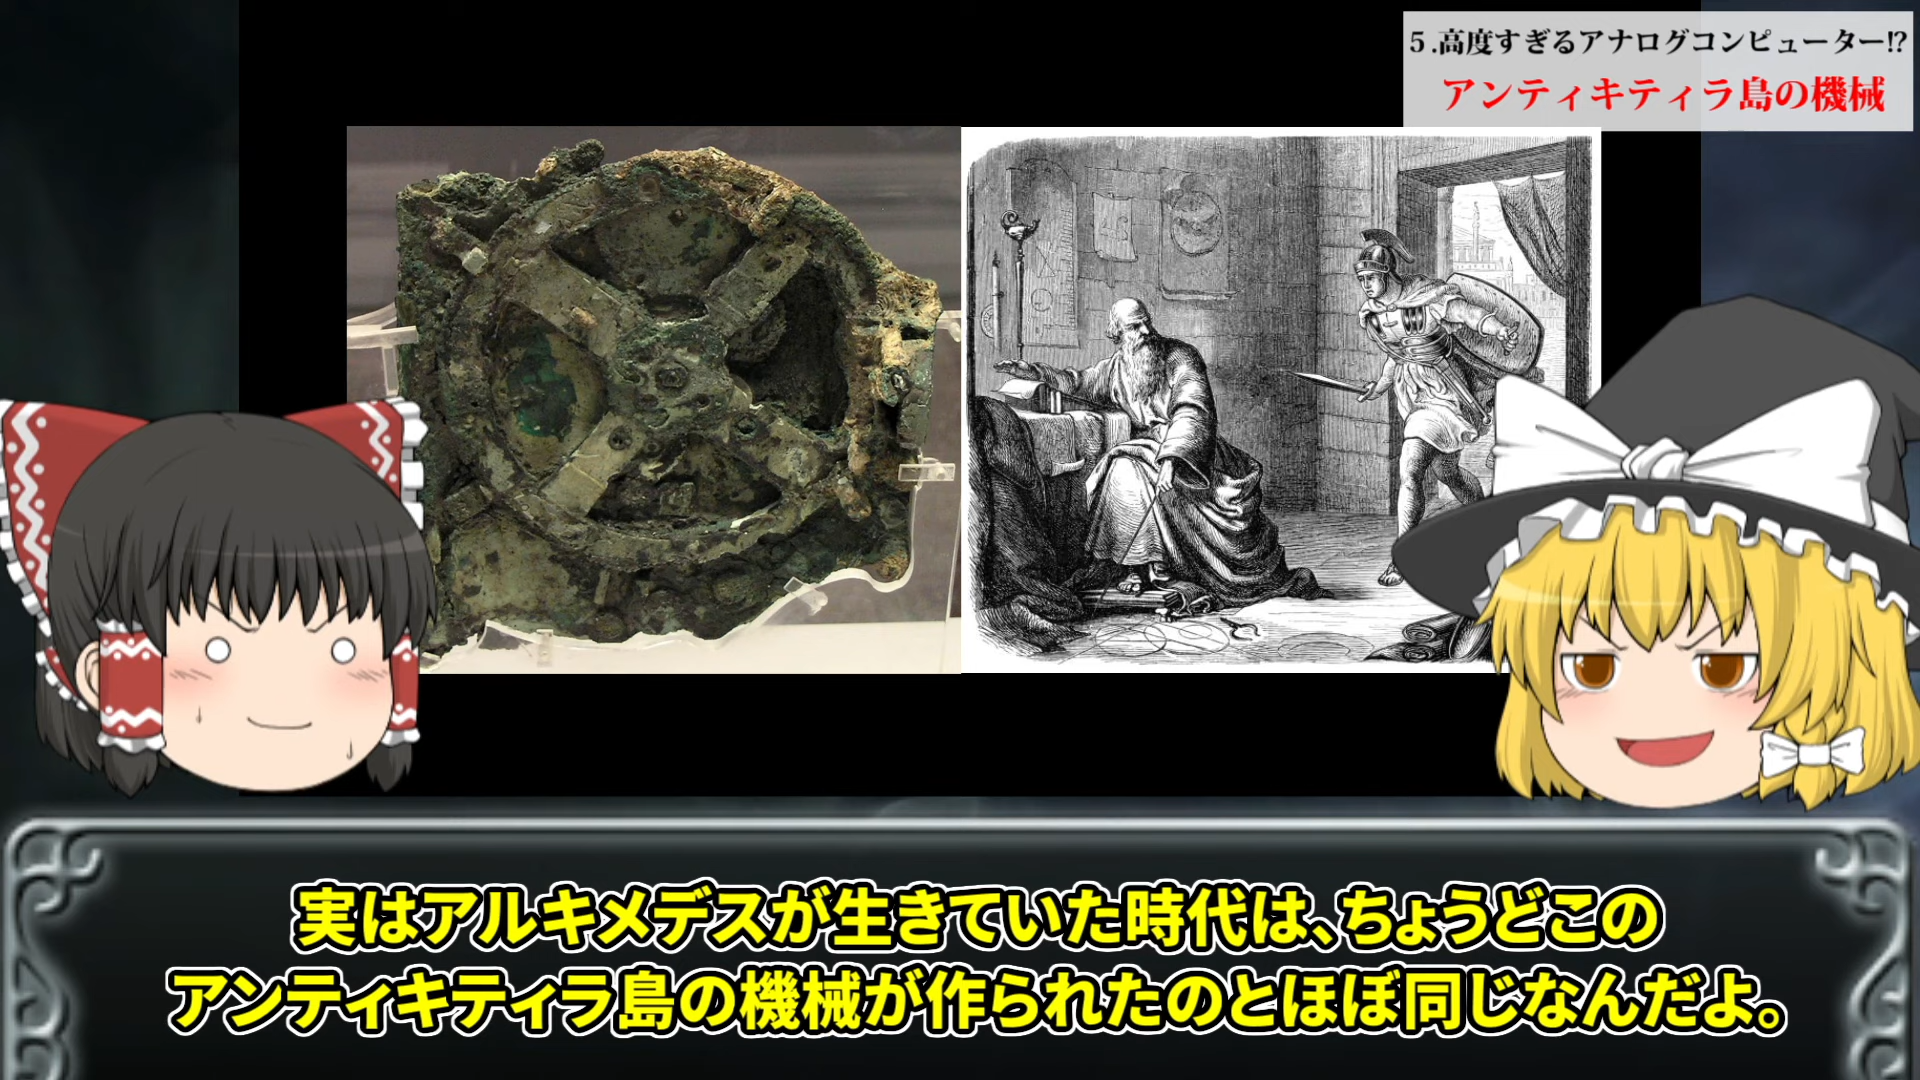 5.高度すぎるアナログコンピューター!?
アンティキティラ島の機械
実はアルキメデスが生きていた時代は、ちょうどこの
アンティキティラ島の機械が作られたのとほぼ同じなんだよ。